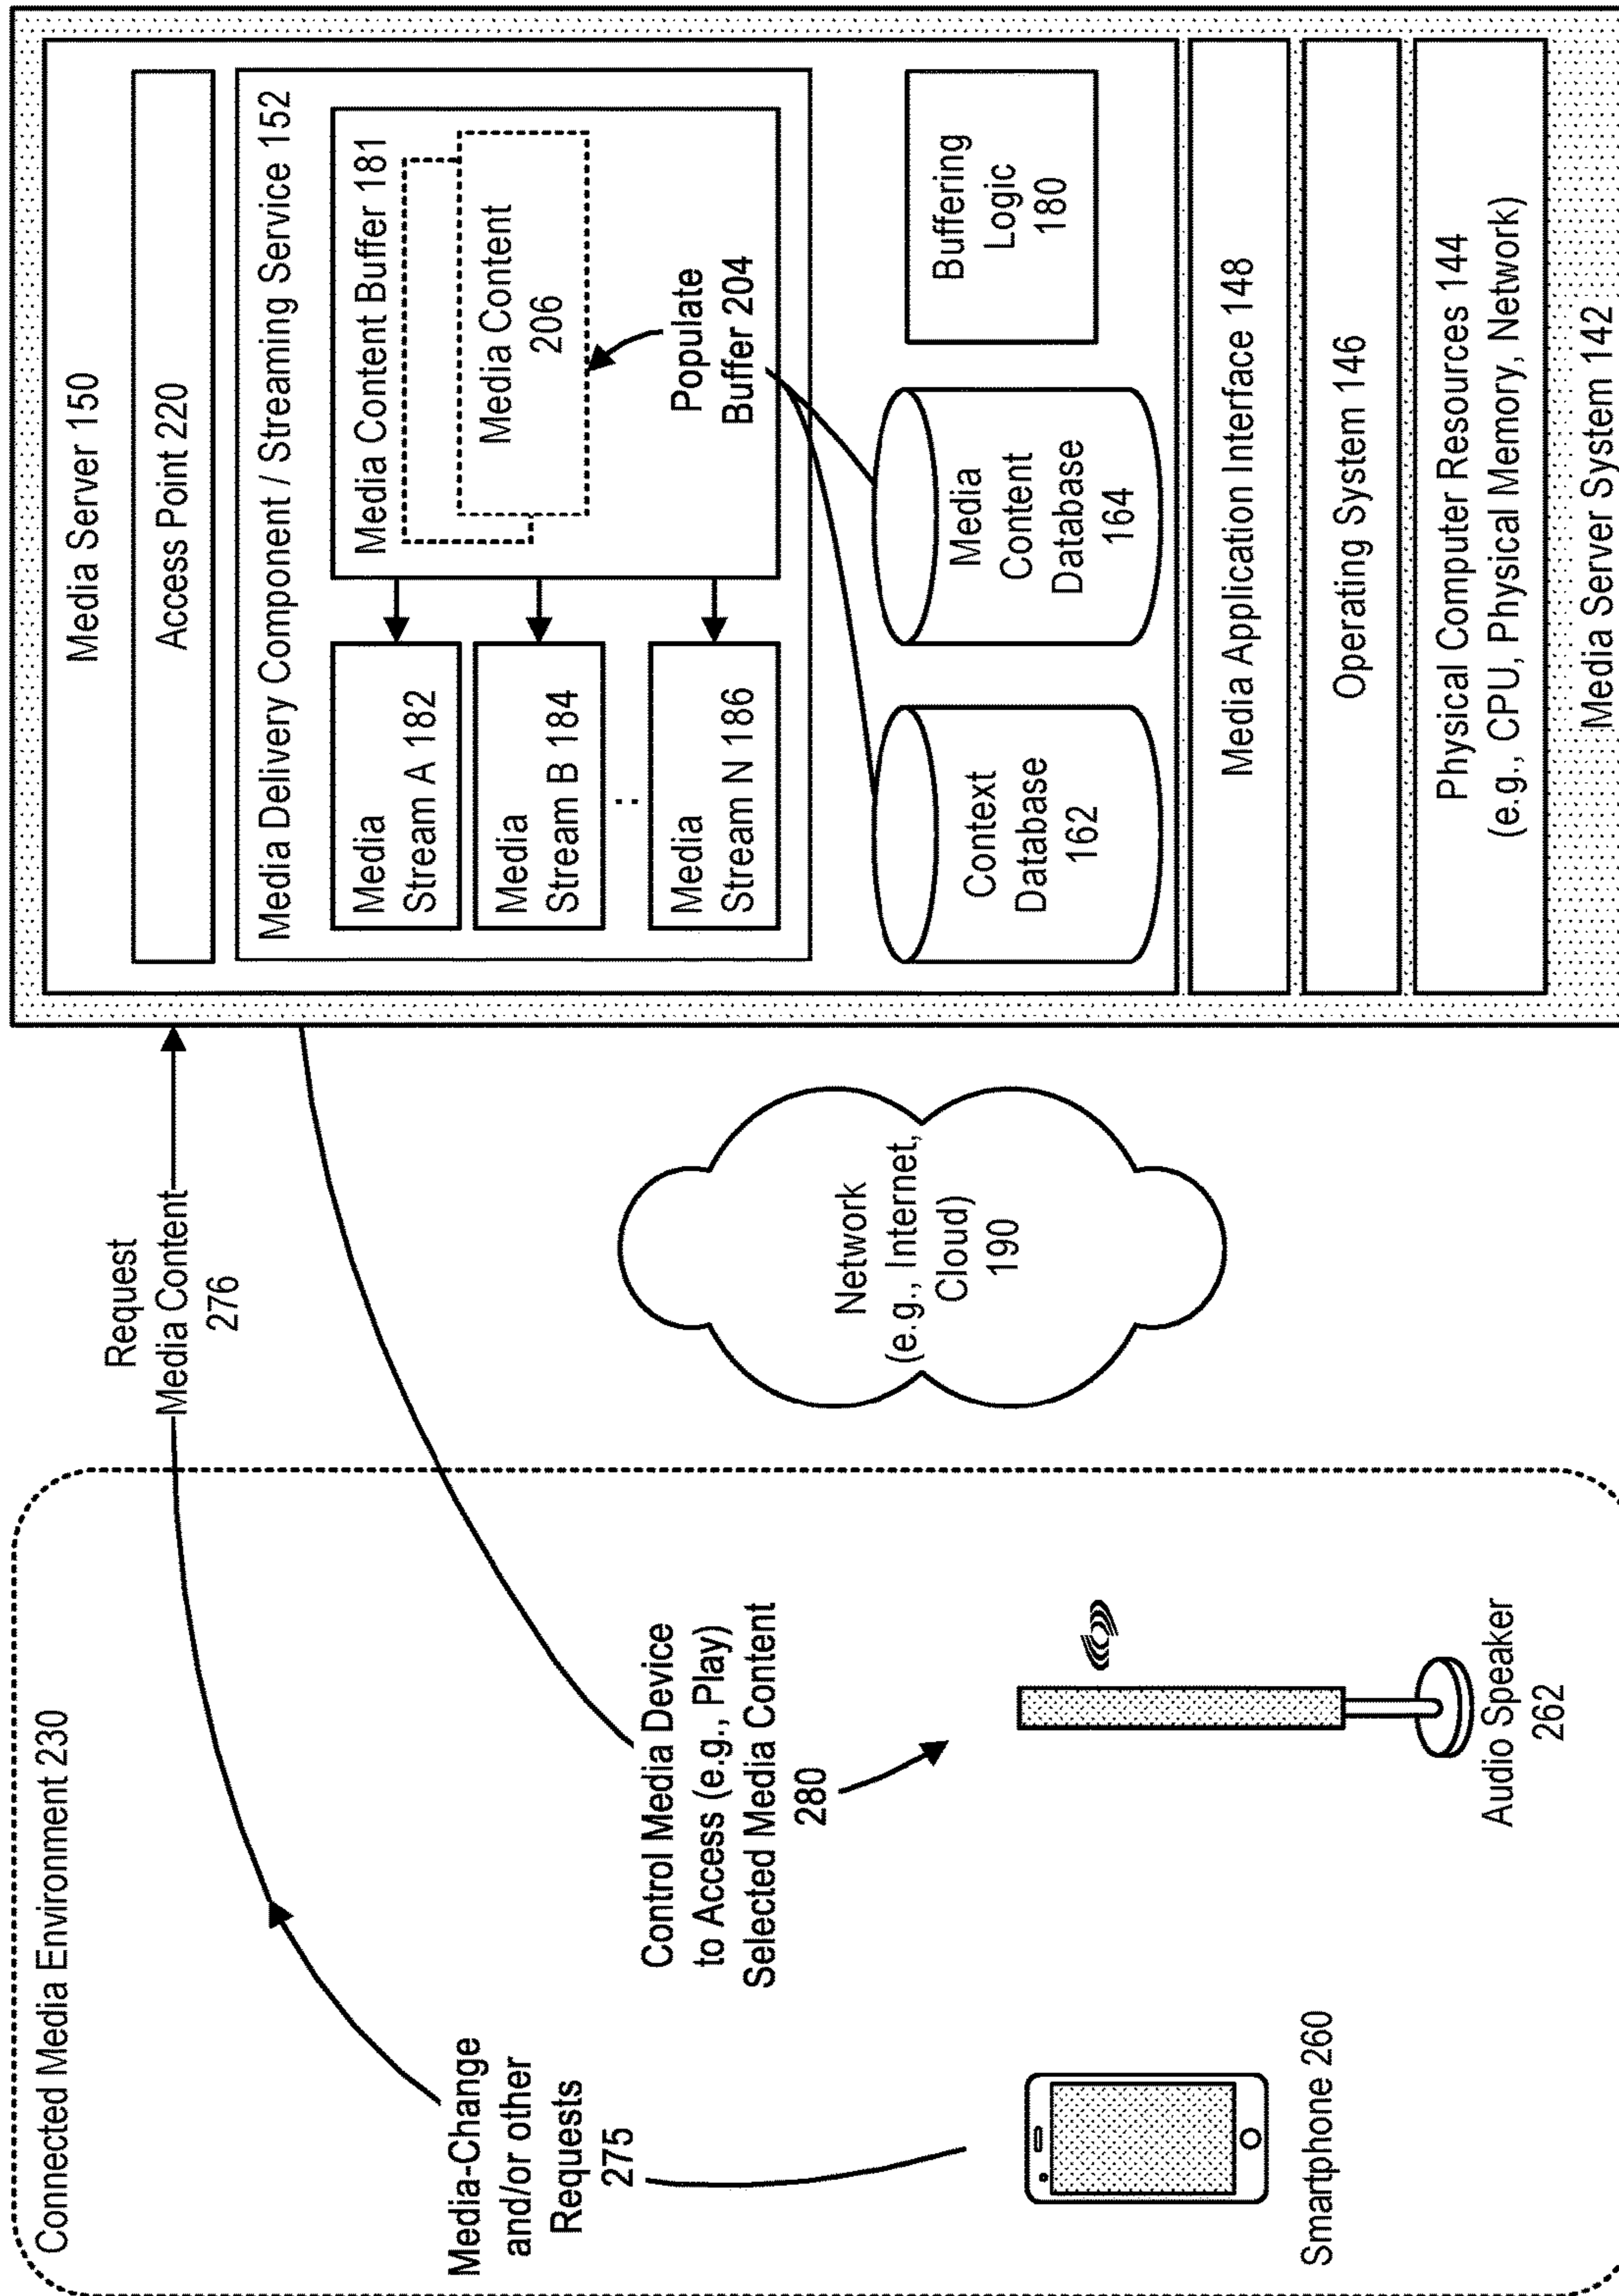 Connected Media Environment 230
Media-Change
and/or other
Requests
275
Smartphone 260
Control Media Device
to Access (e.g., Play)
Selected Media Content
280
Audio Speaker
262
Request
Media Content
276
Network
(e.g., Internet,
Cloud)
190
Media Server 150
Access Point 220
Media Delivery Component / Streaming Service 152
Media
Stream A 182
Media
Stream B 184
:
Media
Stream N 186
Media Content Buffer 181
Media Content
206
Populate
Buffer 204
Context
Database
162
Media
Content
Database
164
Buffering
Logic
180
Media Application Interface 148
Operating System 146
Physical Computer Resources 144
(e.g., CPU, Physical Memory, Network)
Media Server System 142